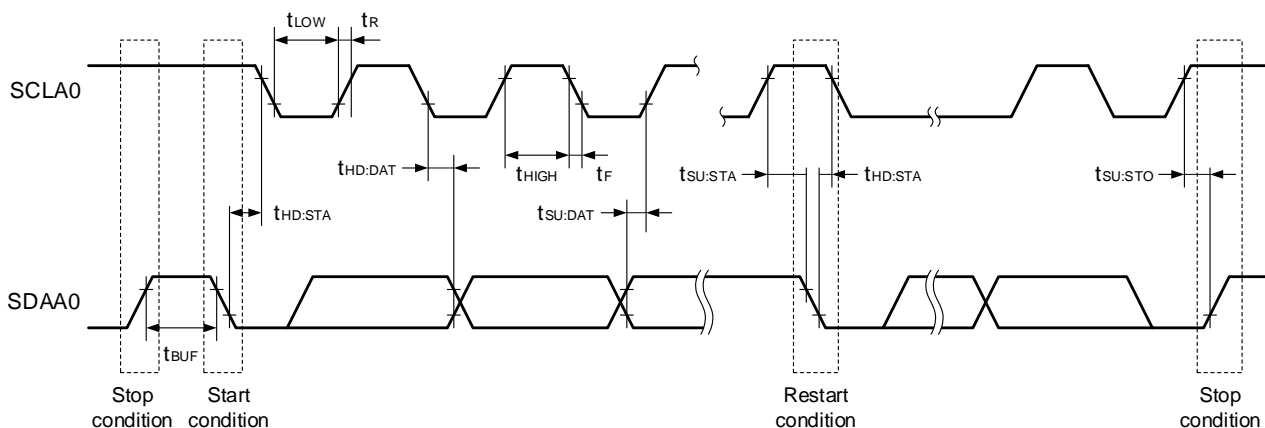 tLOW
tR
SCLA0
tHD:DAT
tHIGH
tF
tSU:STA
tHD:STA
tSU:STO
tHD:STA
tSU:DAT
SDAA0
tBUF
Stop
condition
Start
condition
Restart
condition
Stop
condition